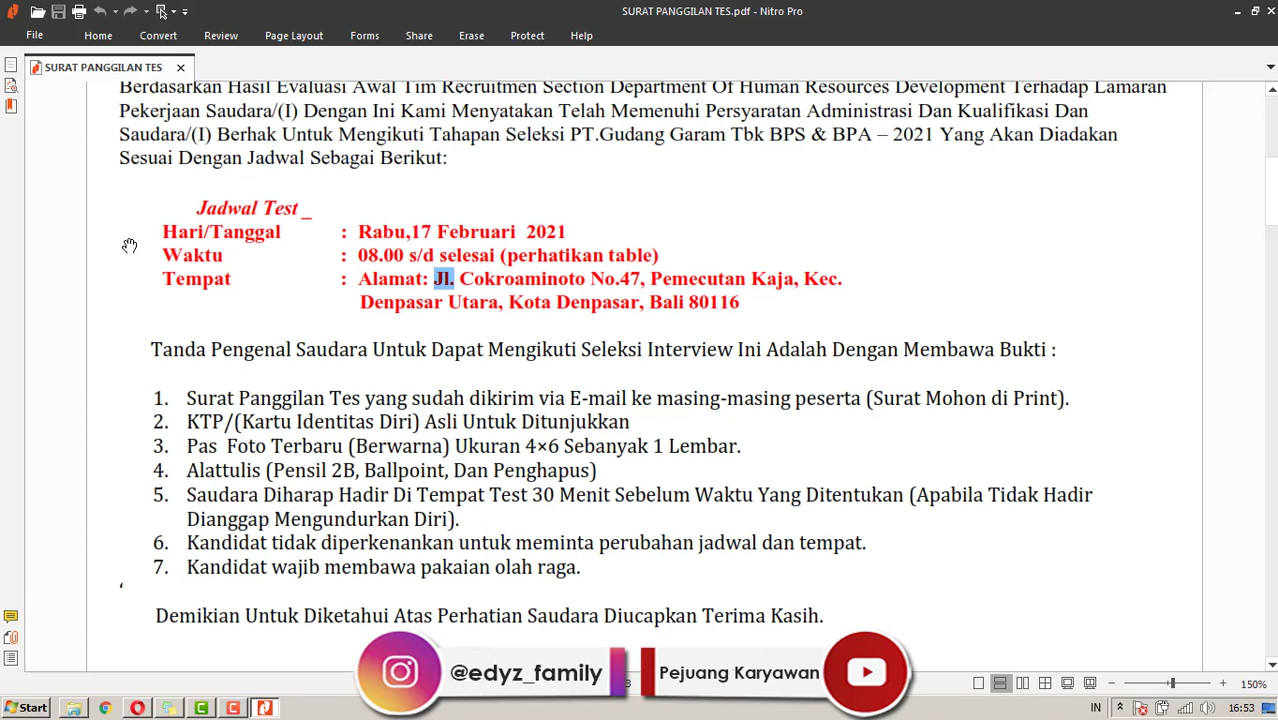 SURAT PANGGILAN TES.pdf - Nitro Pro
File Home Convert Review Page Layout Forms Share Erase Protect Help
SURAT PANGGILAN TES
Berdasarkan Hasil Evaluasi Awal Tim Recruitmen Section Department Of Human Resources Development Terhadap Lamaran
Pekerjaan Saudara/(I) Dengan Ini Kami Menyatakan Telah Memenuhi Persyaratan Administrasi Dan Kualifikasi Dan
Saudara/(I) Berhak Untuk Mengikuti Tahapan Seleksi PT.Gudang Garam Tbk BPS & BPA – 2021 Yang Akan Diadakan
Sesuai Dengan Jadwal Sebagai Berikut:
Jadwal Test _
Hari/Tanggal : Rabu,17 Februari 2021
Waktu : 08.00 s/d selesai (perhatikan table)
Tempat : Alamat: Jl. Cokroaminoto No.47, Pemecutan Kaja, Kec.
Denpasar Utara, Kota Denpasar, Bali 80116
Tanda Pengenal Saudara Untuk Dapat Mengikuti Seleksi Interview Ini Adalah Dengan Membawa Bukti :
1. Surat Panggilan Tes yang sudah dikirim via E-mail ke masing-masing peserta (Surat Mohon di Print).
2. KTP/(Kartu Identitas Diri) Asli Untuk Ditunjukkan
3. Pas Foto Terbaru (Berwarna) Ukuran 4×6 Sebanyak 1 Lembar.
4. Alattulis (Pensil 2B, Ballpoint, Dan Penghapus)
5. Saudara Diharap Hadir Di Tempat Test 30 Menit Sebelum Waktu Yang Ditentukan (Apabila Tidak Hadir
Dianggap Mengundurkan Diri).
6. Kandidat tidak diperkenankan untuk meminta perubahan jadwal dan tempat.
7. Kandidat wajib membawa pakaian olah raga.
‘
Demikian Untuk Diketahui Atas Perhatian Saudara Diucapkan Terima Kasih.
@edyz_family
Pejuang Karyawan
150%
Start
IN
16:53